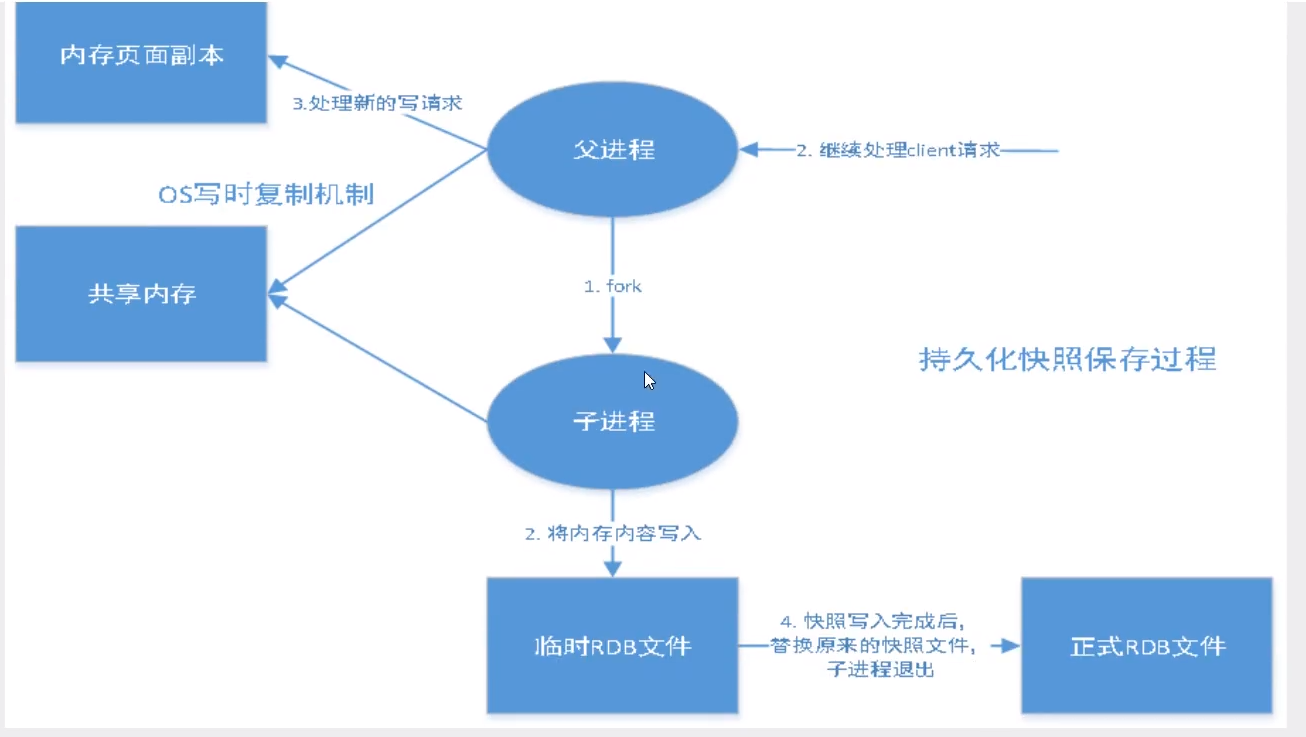 内存页面副本
3.处理新的写请求
父进程
2. 继续处理client请求
OS写时复制机制
共享内存
1. fork
持久化快照保存过程
子进程
2. 将内存内容写入
临时RDB文件
4. 快照写入完成后,
替换原来的快照文件,
子进程退出
正式RDB文件